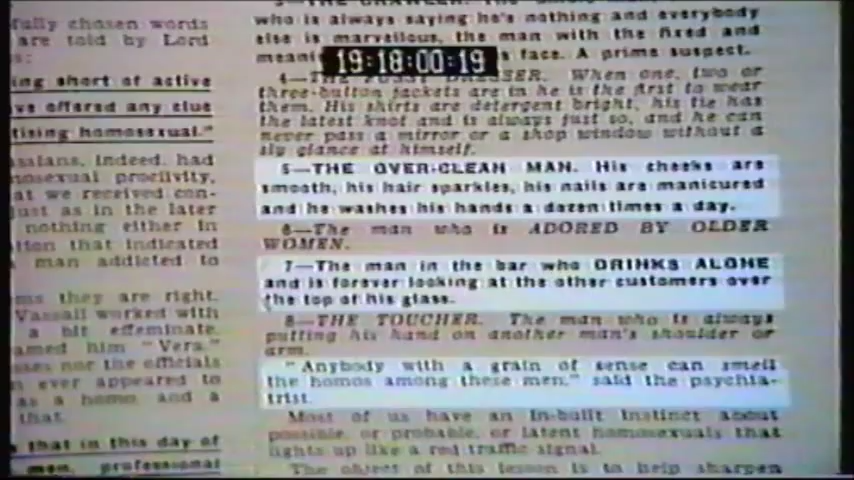 fully chosen words
are told by Lord
s:
ing short of active
ve offered any clue
tising homosexual."
ssians, indeed, had
mosexual proclivity,
at we received con-
just as in the later
nothing either in
tion that indicated
man addicted to
ms they are right.
Vassall worked with
a bit effeminate.
amed him "Vera."
ses nor the officials
n ever appeared to
as a homo and a
that.
s that in this day of
men, professional
who is always saying he's nothing and everybody
else is marvellous, the man with the fixed and
face. A prime suspect.
19:18:00:19
4—THE FUSSY DRESSER. When one, two or
three-button jackets are in he is the first to wear
them. His shirts are detergent bright, his tie has
the latest knot and is always just so, and he can
never pass a mirror or a shop window without a
sly glance at himself.
5—THE OVER-CLEAN MAN. His cheeks are
smooth, his hair sparkles, his nails are manicured
and he washes his hands a dozen times a day.
6—The man who is ADORED BY OLDER
WOMEN.
7—The man in the bar who DRINKS ALONE
and is forever looking at the other customers over
the top of his glass.
8—THE TOUCHER. The man who is always
putting his hand on another man's shoulder or
arm.
"Anybody with a grain of sense can smell
the homos among these men," said the psychia-
trist.
Most of us have an in-built instinct about
possible, or probable, or latent homosexuals that
lights up like a red traffic signal.
The object of this lesson is to help sharpen